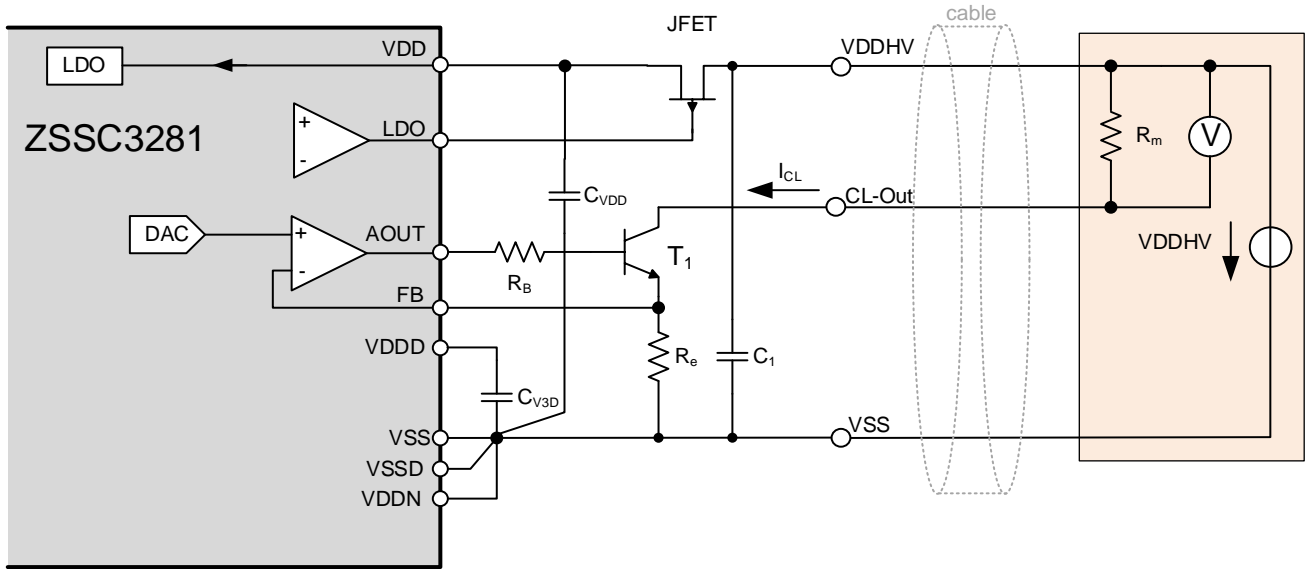 cable
JFET
VDD
VDDHV
LDO
ZSSC3281
+
-
LDO
Rm
V
CVDD
ICL
CL-Out
DAC
+
-
AOUT
RB
T1
VDDHV
FB
VDDD
Re
C1
CV3D
VSS
VSS
VSSD
VDDN